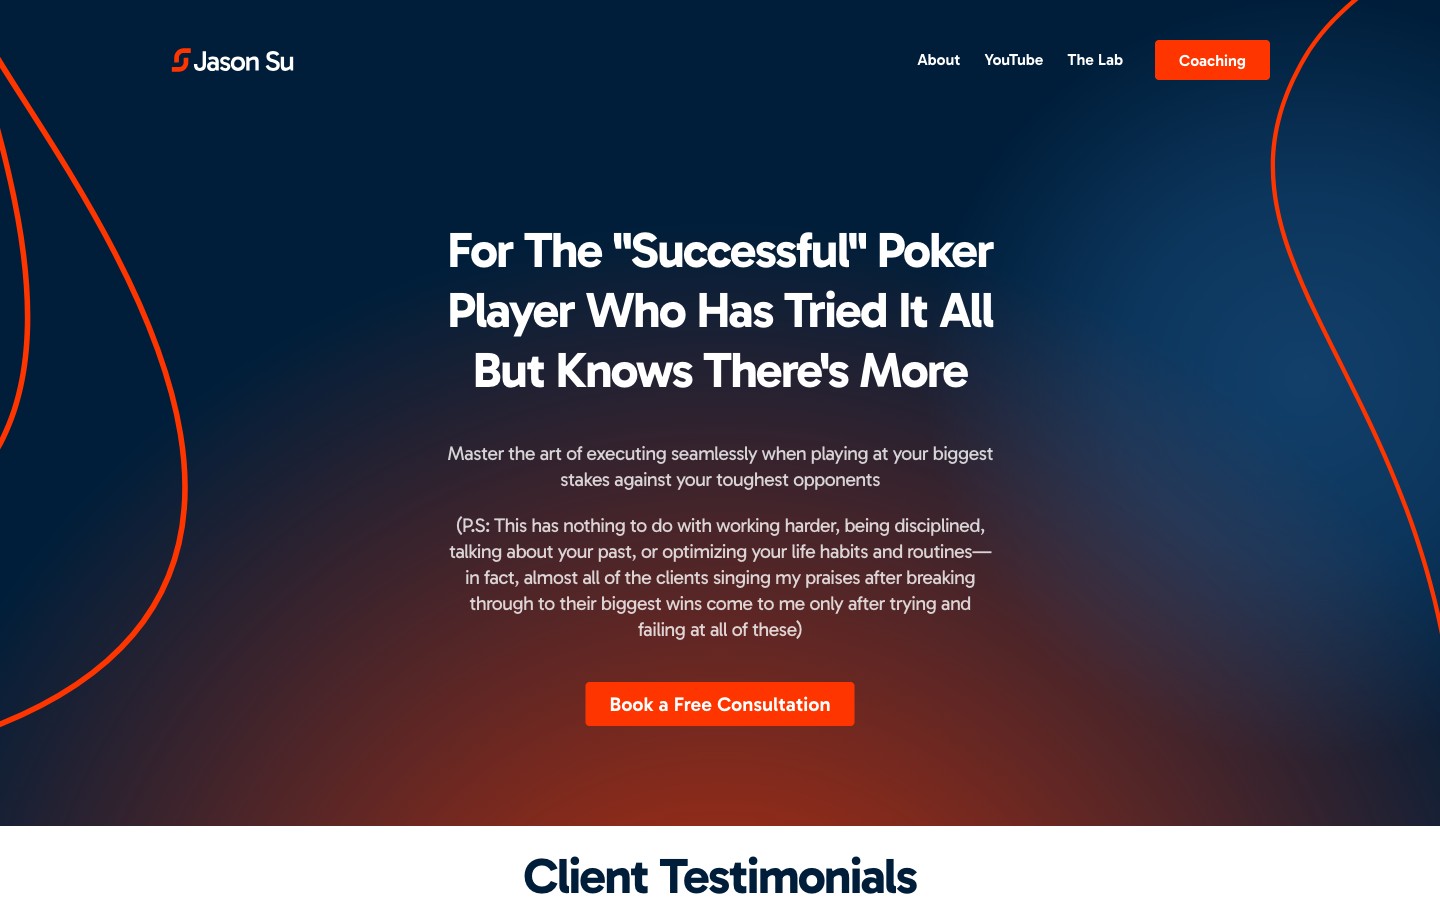 Jason Su
About
YouTube
The Lab
Coaching
For The "Successful" Poker
Player Who Has Tried It All
But Knows There's More
Master the art of executing seamlessly when playing at your biggest
stakes against your toughest opponents
(P.S: This has nothing to do with working harder, being disciplined,
talking about your past, or optimizing your life habits and routines—
in fact, almost all of the clients singing my praises after breaking
through to their biggest wins come to me only after trying and
failing at all of these)
Book a Free Consultation
Client Testimonials